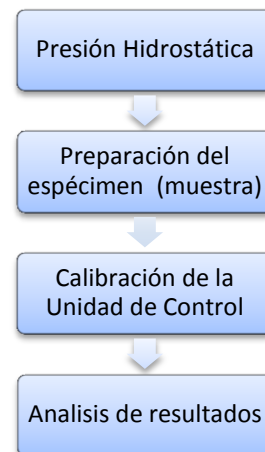 Presión Hidrostática
Preparación del
espécimen (muestra)
Calibración de la
Unidad de Control
Analisis de resultados